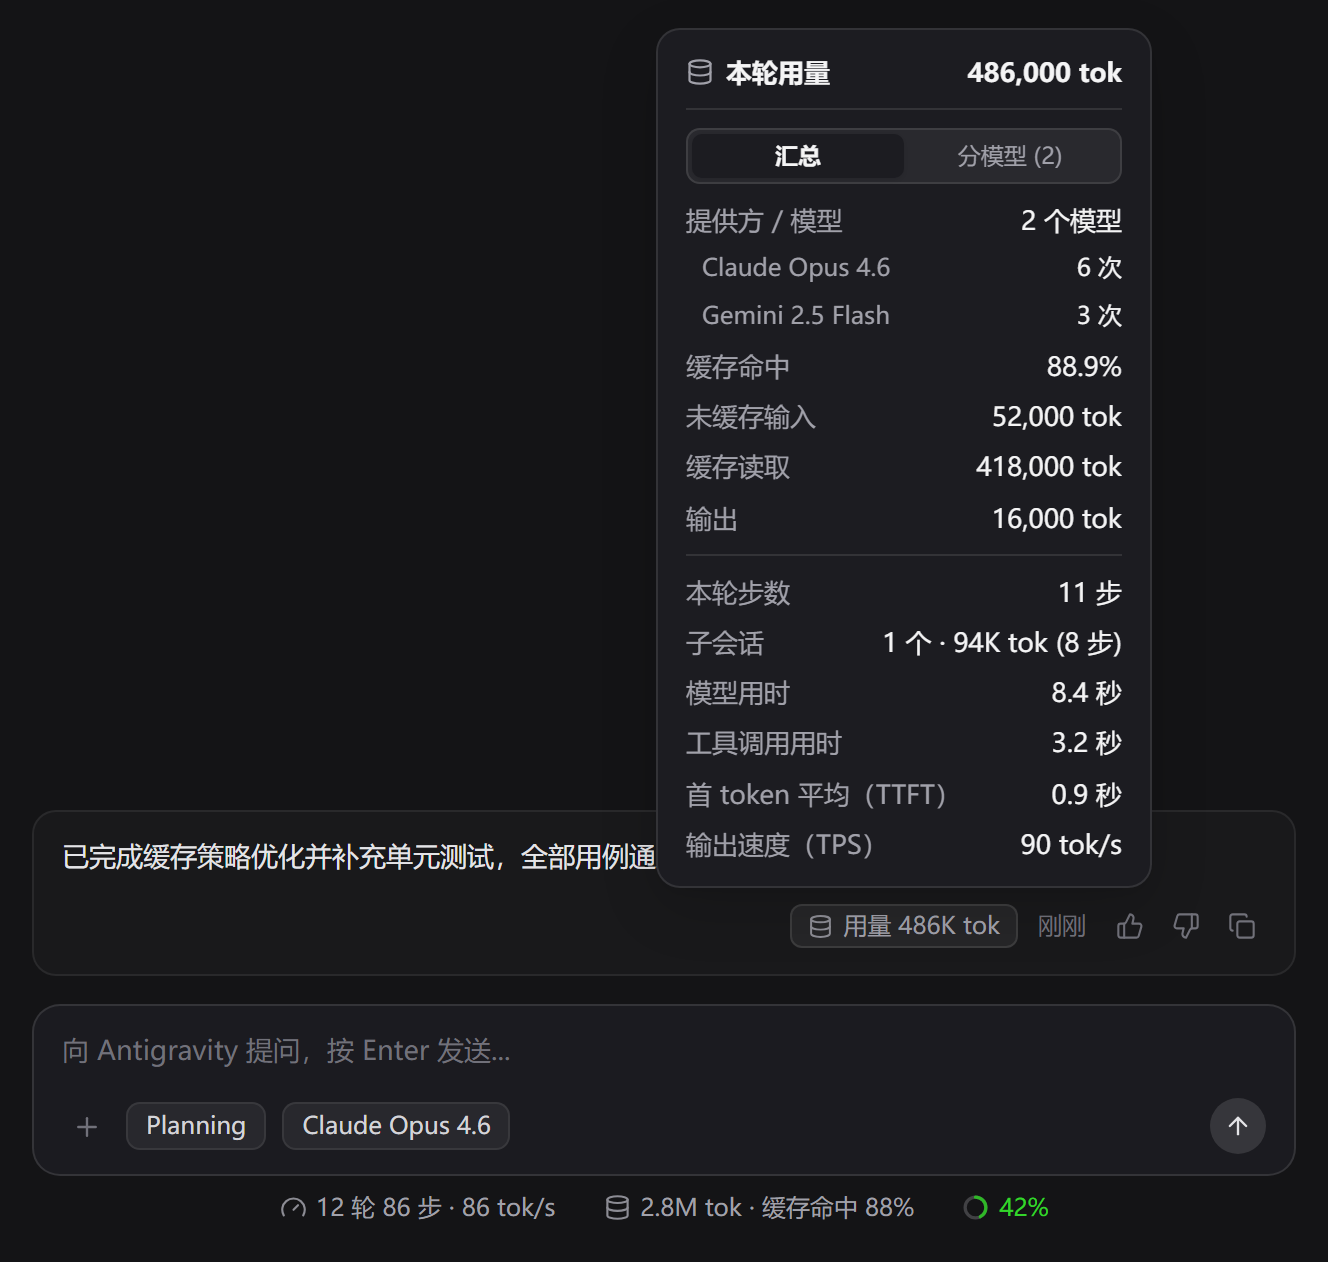 本轮用量 486,000 tok
汇总 分模型 (2)
提供方 / 模型 2 个模型
Claude Opus 4.6 6 次
Gemini 2.5 Flash 3 次
缓存命中 88.9%
未缓存输入 52,000 tok
缓存读取 418,000 tok
输出 16,000 tok
本轮步数 11 步
子会话 1 个 · 94K tok (8 步)
模型用时 8.4 秒
工具调用用时 3.2 秒
首 token 平均（TTFT） 0.9 秒
输出速度（TPS） 90 tok/s
已完成缓存策略优化并补充单元测试，全部用例通
用量 486K tok 刚刚
向 Antigravity 提问，按 Enter 发送...
Planning Claude Opus 4.6
12 轮 86 步 · 86 tok/s 2.8M tok · 缓存命中 88% 42%